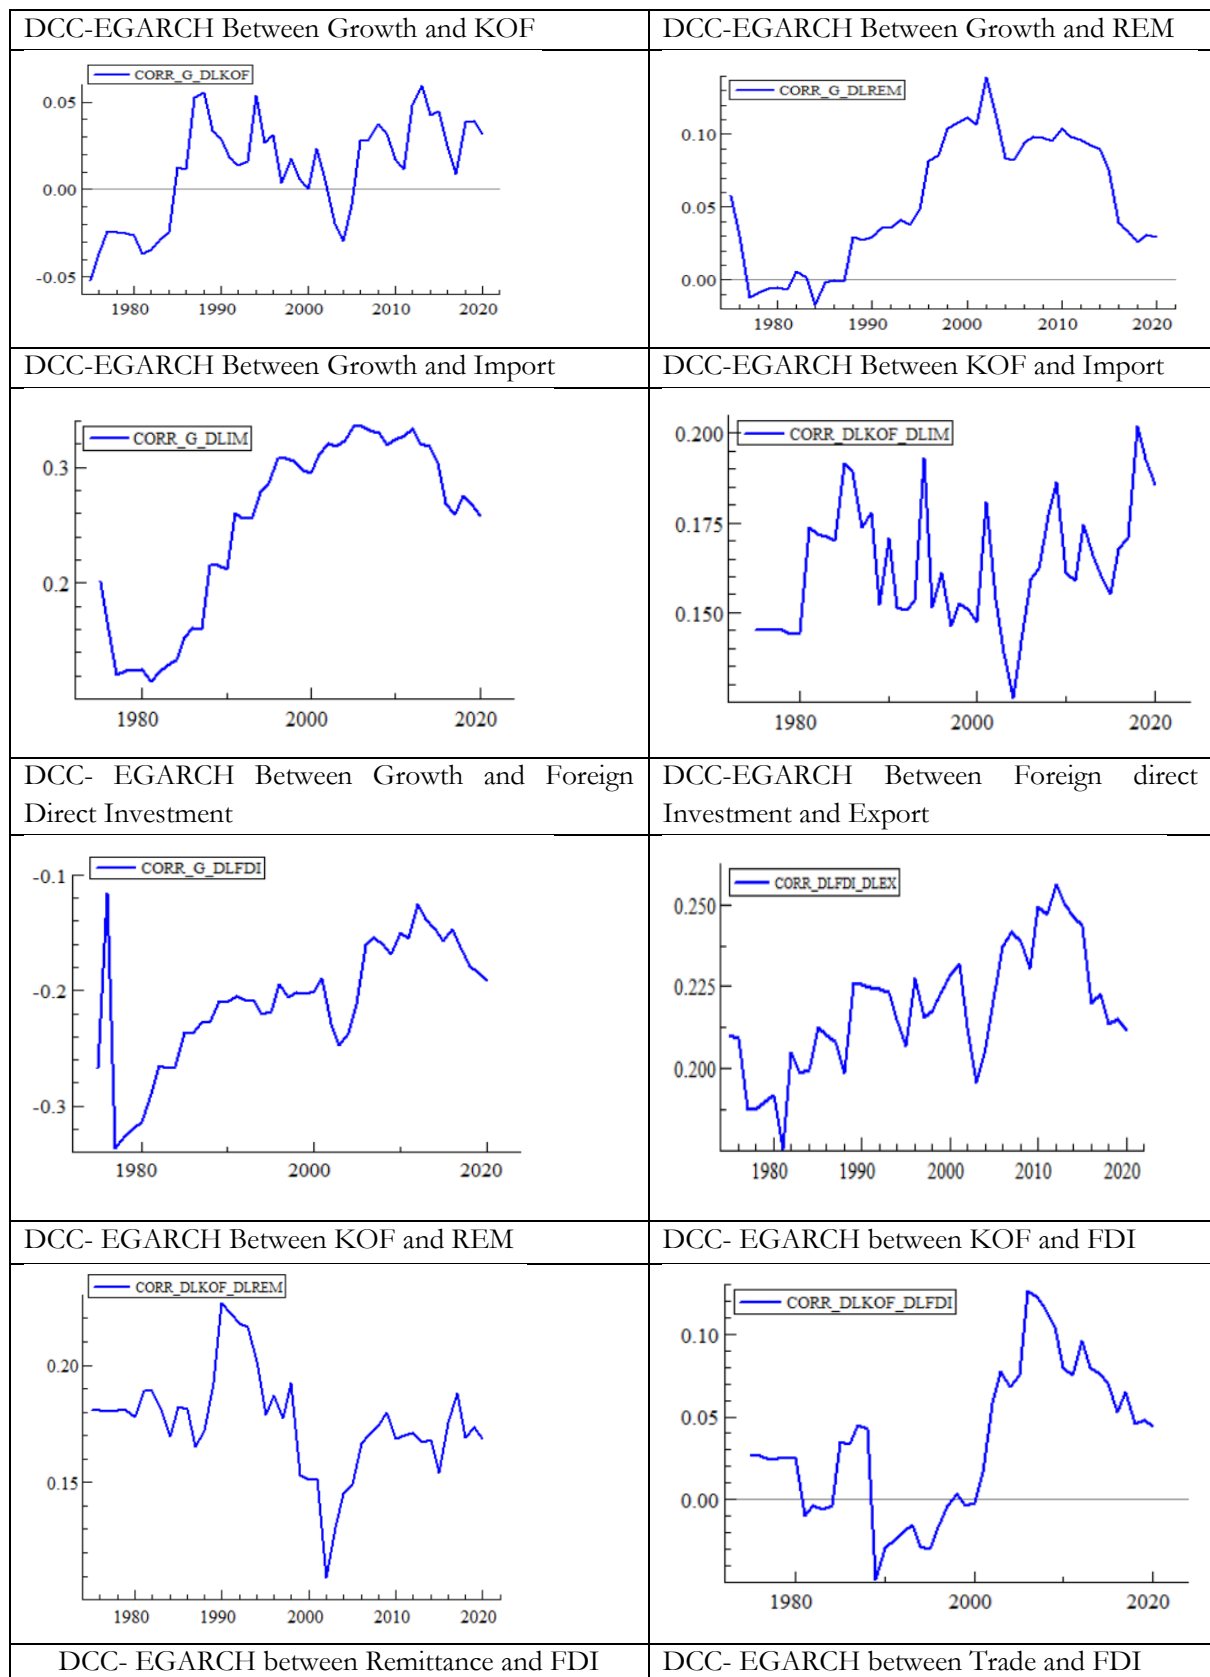 DCC-EGARCH Between Growth and KOF
DCC-EGARCH Between Growth and REM
CORR_G_DLKOF
0.05
0.00
-0.05
1980 1990 2000 2010 2020
CORR_G_DLREM
0.10
0.05
0.00
1980 1990 2000 2010 2020
DCC-EGARCH Between Growth and Import
DCC-EGARCH Between KOF and Import
CORR_G_DLIM
0.3
0.2
1980 2000 2020
CORR_DLKOF_DLIM
0.200
0.175
0.150
1980 2000 2020
DCC- EGARCH Between Growth and Foreign
Direct Investment
DCC-EGARCH Between Foreign direct
Investment and Export
CORR_G_DLFDI
-0.1
-0.2
-0.3
1980 2000 2020
CORR_DLFDI_DLEX
0.250
0.225
0.200
1980 1990 2000 2010 2020
DCC- EGARCH Between KOF and REM
DCC- EGARCH between KOF and FDI
CORR_DLKOF_DLREM
0.20
0.15
1980 1990 2000 2010 2020
CORR_DLKOF_DLFDI
0.10
0.05
0.00
1980 2000 2020
DCC- EGARCH between Remittance and FDI
DCC- EGARCH between Trade and FDI